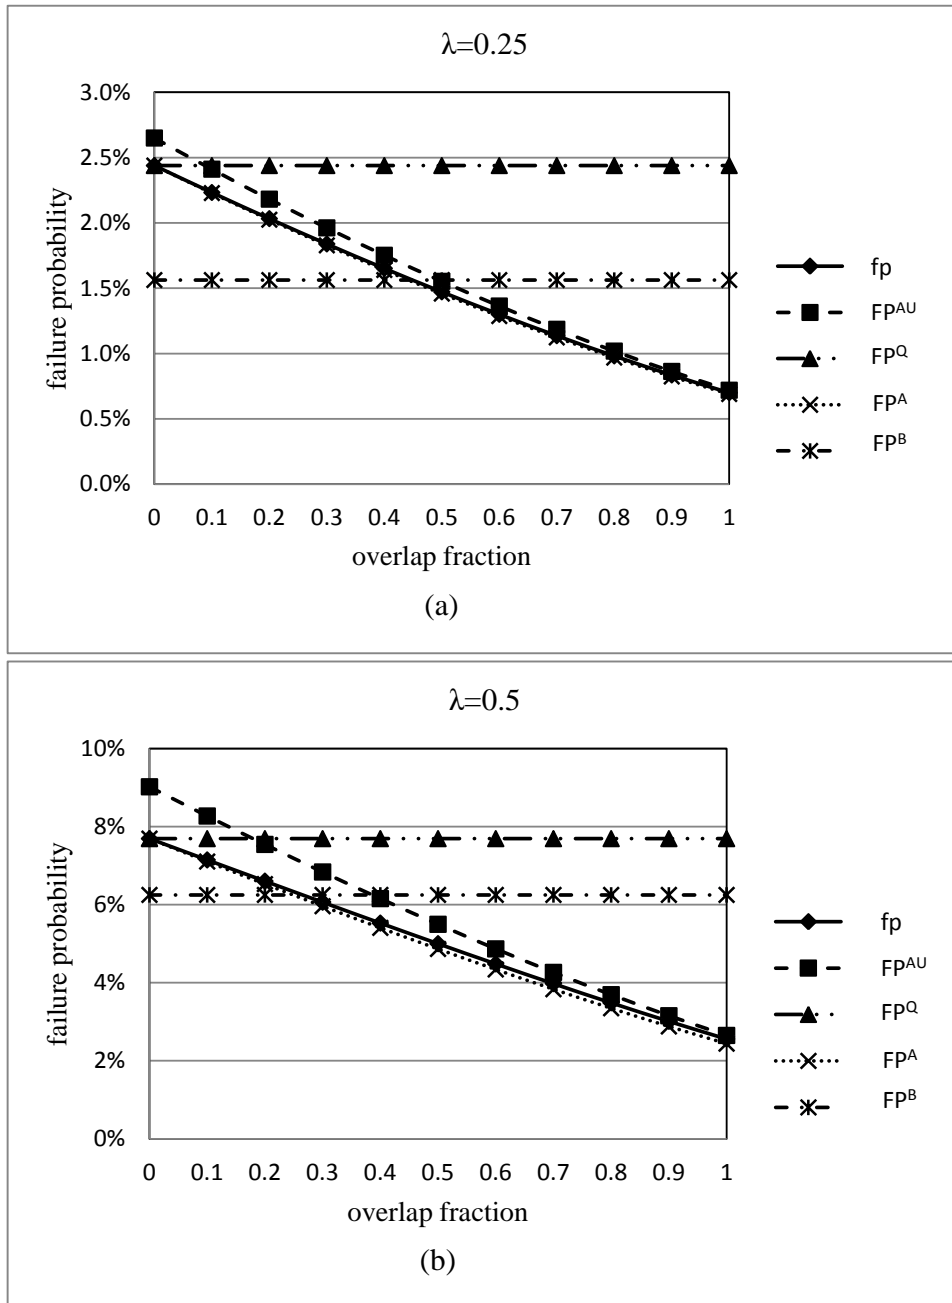 λ=0.25
3.0%
2.5%
2.0%
1.5%
1.0%
0.5%
0.0%
failure probability
0 0.1 0.2 0.3 0.4 0.5 0.6 0.7 0.8 0.9 1
overlap fraction
fp
FP^AU
FP^Q
FP^A
FP^B
(a)
λ=0.5
10%
8%
6%
4%
2%
0%
failure probability
0 0.1 0.2 0.3 0.4 0.5 0.6 0.7 0.8 0.9 1
overlap fraction
fp
FP^AU
FP^Q
FP^A
FP^B
(b)